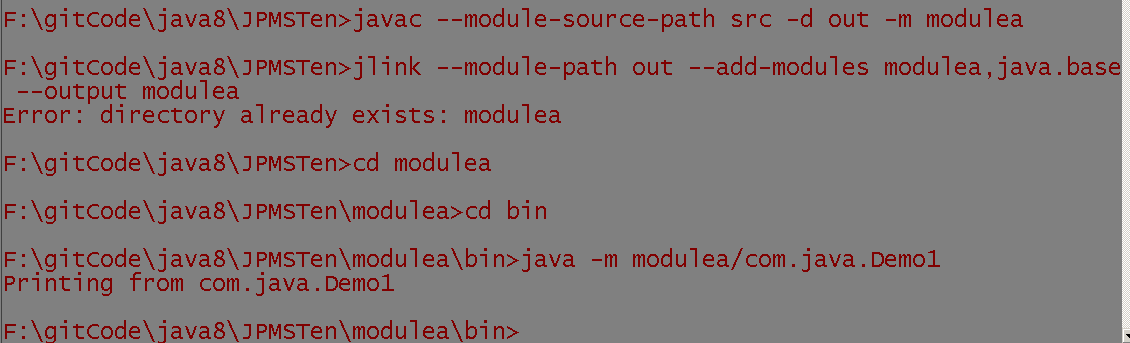 F:\gitCode\java8\JPMSTen>javac --module-source-path src -d out -m modulea
F:\gitCode\java8\JPMSTen>jlink --module-path out --add-modules modulea,java.base
--output modulea
Error: directory already exists: modulea
F:\gitCode\java8\JPMSTen>cd modulea
F:\gitCode\java8\JPMSTen\modulea>cd bin
F:\gitCode\java8\JPMSTen\modulea\bin>java -m modulea/com.java.Demo1
Printing from com.java.Demo1
F:\gitCode\java8\JPMSTen\modulea\bin>